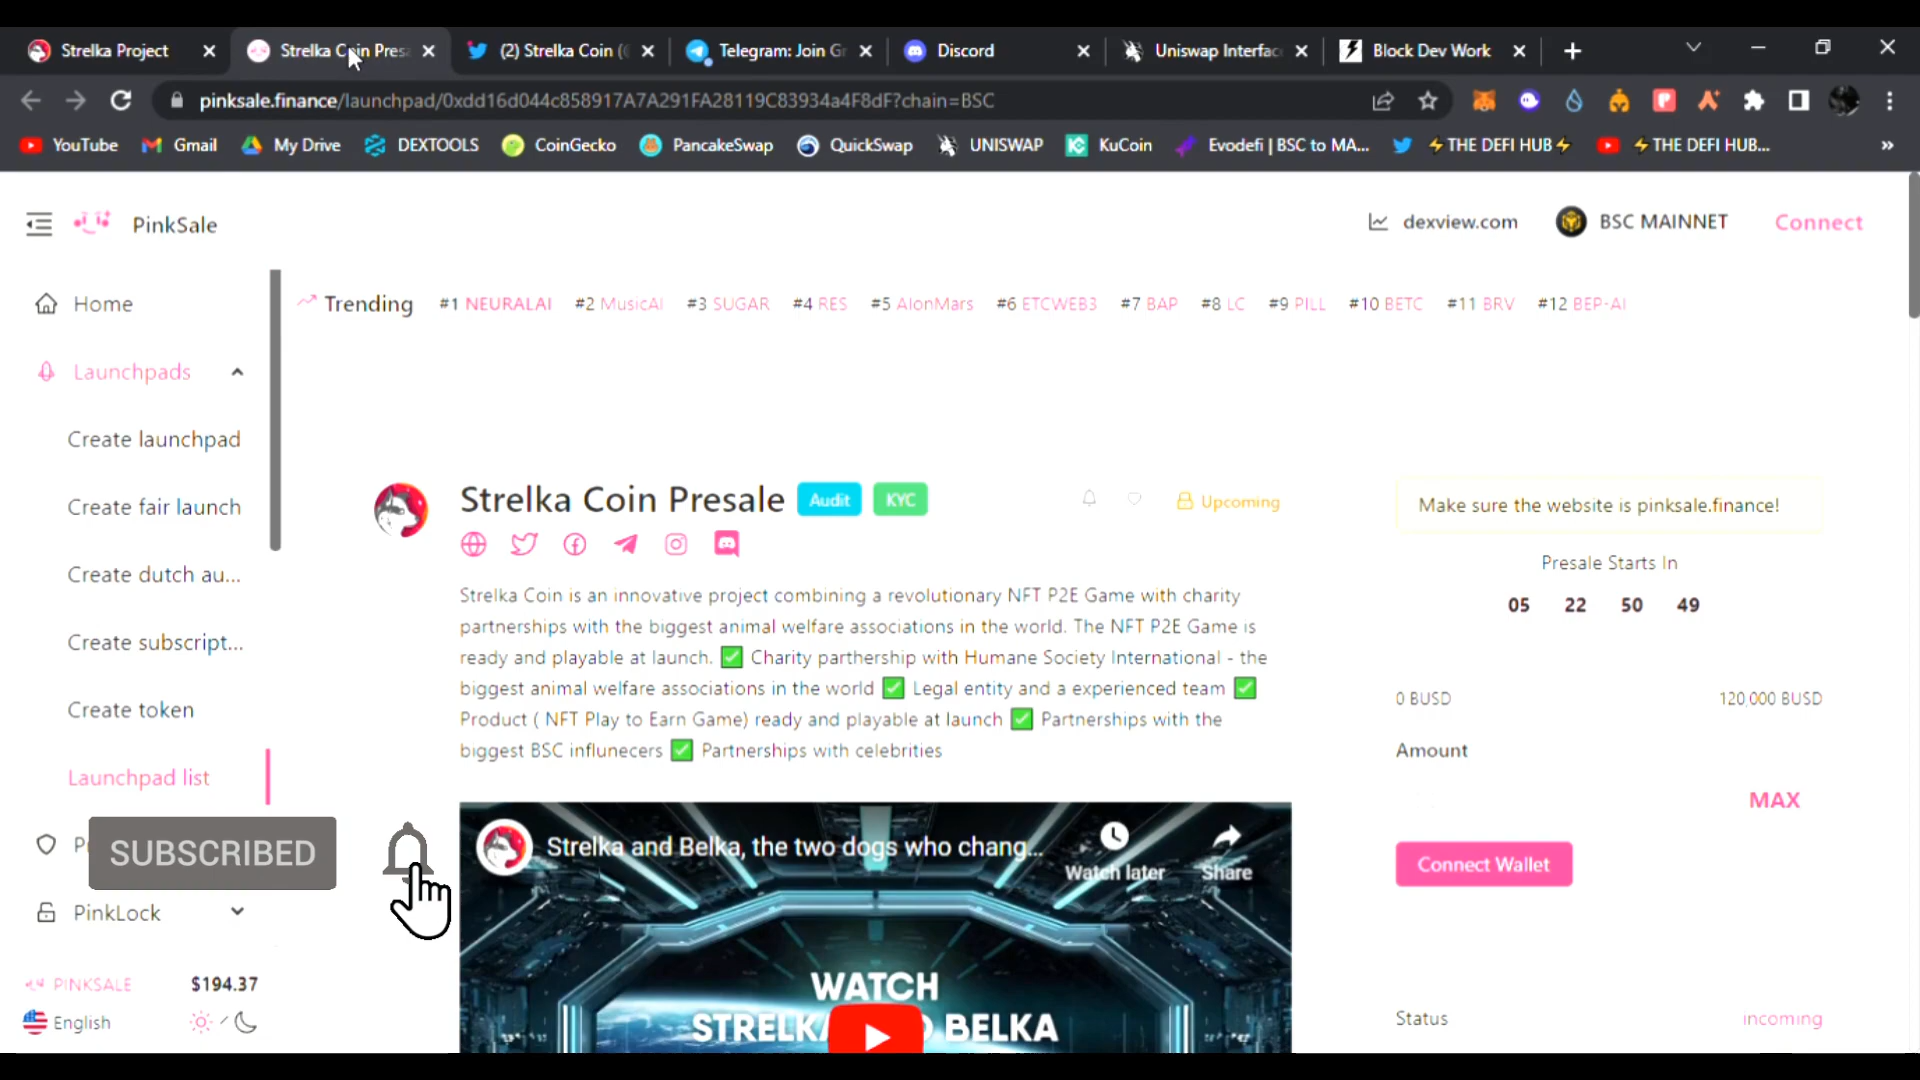 Strelka Project
Strelka Coin Pres
(2) Strelka Coin (
Telegram: Join Gr
Discord
Uniswap Interfac
Block Dev Work
pinksale.finance/launchpad/0xdd16d044c858917A7A291FA28119C83934a4F8dF?chain=BSC
YouTube
Gmail
My Drive
DEXTOOLS
CoinGecko
PancakeSwap
QuickSwap
UNISWAP
KuCoin
Evodefi | BSC to MA...
⚡THE DEFI HUB⚡
⚡THE DEFI HUB...
PinkSale
dexview.com
BSC MAINNET
Connect
Home
Launchpads
Create launchpad
Create fair launch
Create dutch au...
Create subscript...
Create token
Launchpad list
PinkLock
PINKSALE $194.37
English
SUBSCRIBED
Trending #1 NEURALAI #2 MusicAI #3 SUGAR #4 RES #5 AIonMars #6 ETCWEB3 #7 BAP #8 LC #9 PILL #10 BETC #11 BRV #12 BEP-AI
Strelka Coin Presale Audit KYC
Upcoming
Strelka Coin is an innovative project combining a revolutionary NFT P2E Game with charity
partnerships with the biggest animal welfare associations in the world. The NFT P2E Game is
ready and playable at launch. ✅ Charity parthership with Humane Society International - the
biggest animal welfare associations in the world ✅ Legal entity and a experienced team ✅
Product ( NFT Play to Earn Game) ready and playable at launch ✅ Partnerships with the
biggest BSC influnecers ✅ Partnerships with celebrities
Strelka and Belka, the two dogs who chang...
Watch later
Share
WATCH
STRELKA BELKA
Make sure the website is pinksale.finance!
Presale Starts In
05 22 50 49
0 BUSD 120,000 BUSD
Amount
MAX
Connect Wallet
Status incoming